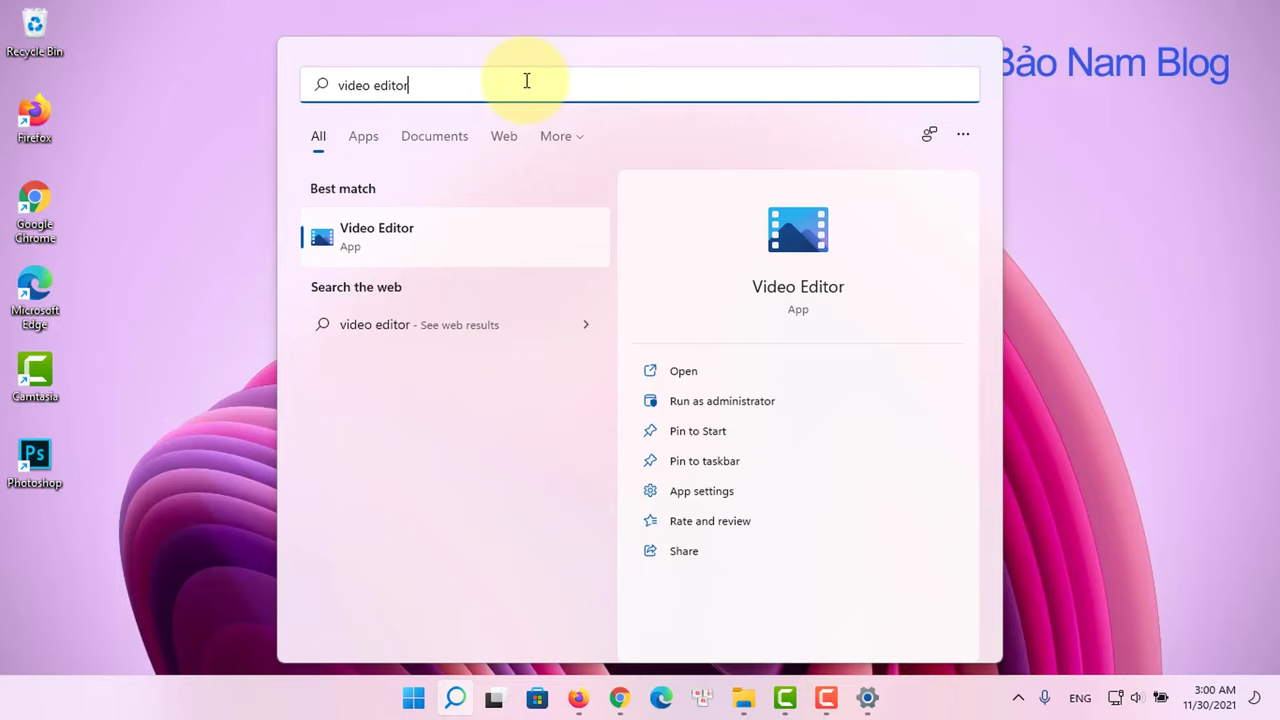 Recycle Bin
Firefox
Google
Chrome
Microsoft
Edge
Camtasia
Ps
Photoshop
Bảo Nam Blog
video editor
All Apps Documents Web More
Best match
Video Editor
App
Search the web
video editor - See web results
Video Editor
App
Open
Run as administrator
Pin to Start
Pin to taskbar
App settings
Rate and review
Share
ENG
3:00 AM
11/30/2021